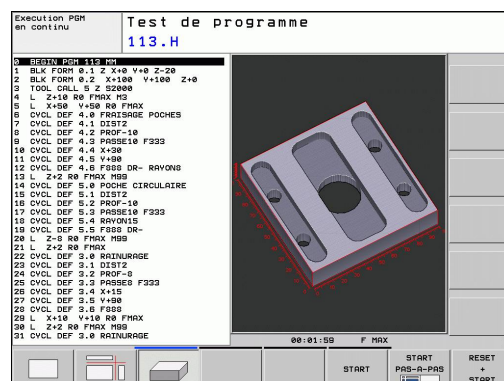 Execution PGM
en continu
Test de programme
113.H
0 BEGIN PGM 113 MM
1 BLK FORM 0.1 Z X+0 Y+0 Z-20
2 BLK FORM 0.2 X+100 Y+100 Z+0
3 TOOL CALL 5 Z S2000
4 L Z+10 R0 FMAX M3
5 L X+50 Y+50 R0 FMAX
6 CYCL DEF 4.0 FRAISAGE POCHES
7 CYCL DEF 4.1 DIST2
8 CYCL DEF 4.2 PROF-10
9 CYCL DEF 4.3 PASSE10 F333
10 CYCL DEF 4.4 X+30
11 CYCL DEF 4.5 Y+90
12 CYCL DEF 4.6 F888 DR- RAYON8
13 L Z+2 R0 FMAX M99
14 CYCL DEF 5.0 POCHE CIRCULAIRE
15 CYCL DEF 5.1 DIST2
16 CYCL DEF 5.2 PROF-10
17 CYCL DEF 5.3 PASSE10 F333
18 CYCL DEF 5.4 RAYON15
19 CYCL DEF 5.5 F888 DR-
20 L Z-8 R0 FMAX M99
21 L Z+2 R0 FMAX
22 CYCL DEF 3.0 RAINURAGE
23 CYCL DEF 3.1 DIST2
24 CYCL DEF 3.2 PROF-8
25 CYCL DEF 3.3 PASSE8 F333
26 CYCL DEF 3.4 X+15
27 CYCL DEF 3.5 Y+90
28 CYCL DEF 3.6 F888
29 L X+10 Y+10 R0 FMAX
30 L Z+2 R0 FMAX M99
31 CYCL DEF 3.0 RAINURAGE
00:01:59 F MAX
START
START
PAS-A-PAS
RESET
+
START